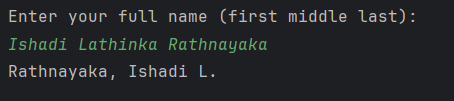 Enter your full name (first middle last):
Ishadi Lathinka Rathnayaka
Rathnayaka, Ishadi L.